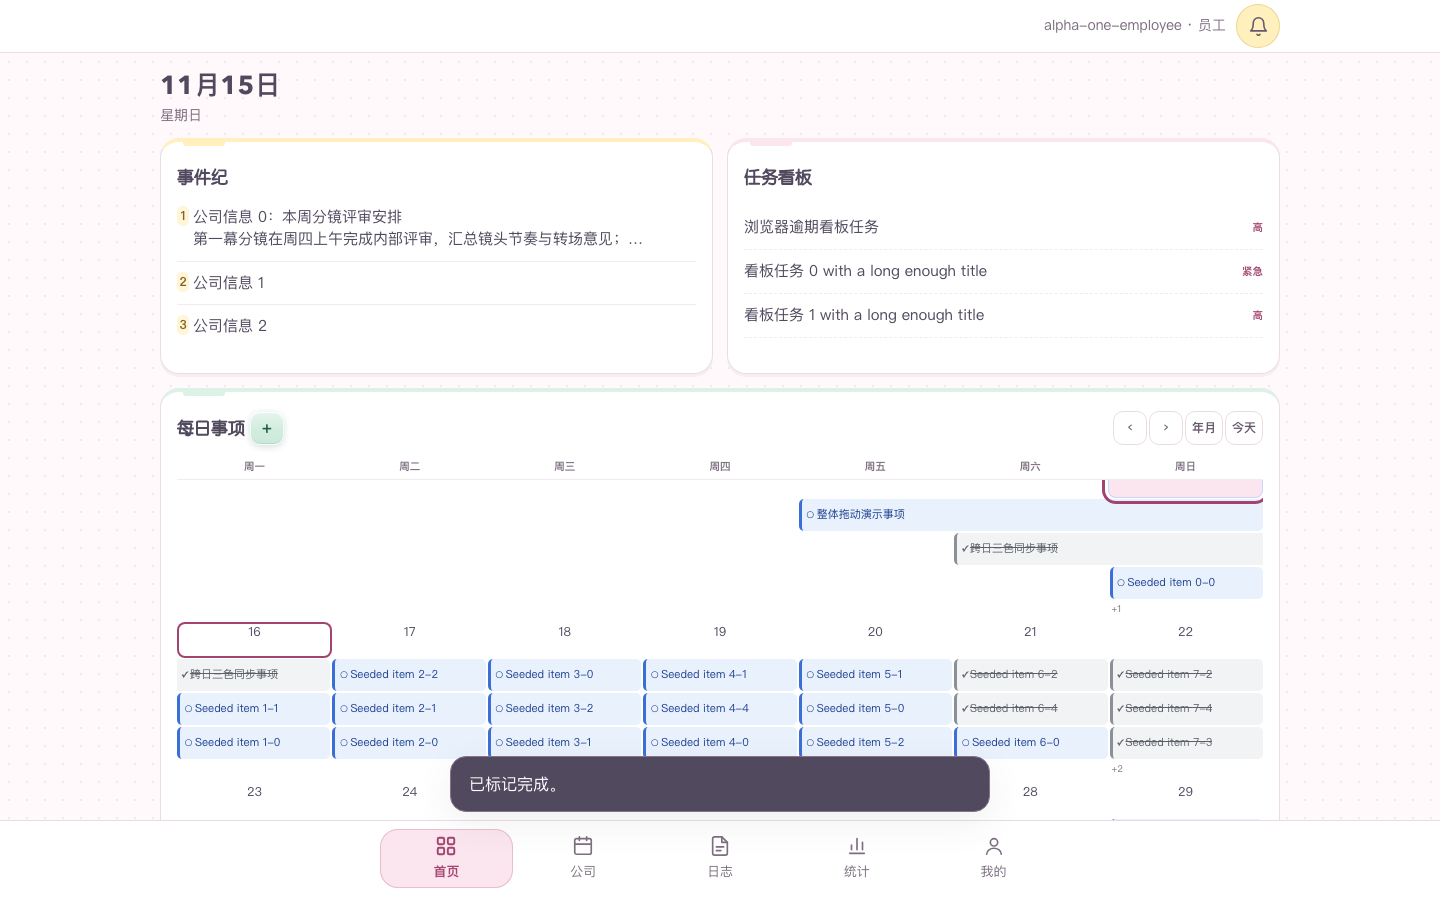 alpha-one-employee · 员工
11月15日
星期日
事件纪
1 公司信息 0：本周分镜评审安排
第一幕分镜在周四上午完成内部评审，汇总镜头节奏与转场意见；…
2 公司信息 1
3 公司信息 2
任务看板
浏览器逾期看板任务 高
看板任务 0 with a long enough title 紧急
看板任务 1 with a long enough title 高
每日事项 +
‹ › 年月 今天
周一 周二 周三 周四 周五 周六 周日
○ 整体拖动演示事项
✓跨日三色同步事项
○ Seeded item 0-0
+1
16 17 18 19 20 21 22
✓跨日三色同步事项 ○ Seeded item 2-2 ○ Seeded item 3-0 ○ Seeded item 4-1 ○ Seeded item 5-1 ✓Seeded item 6-2 ✓Seeded item 7-2
○ Seeded item 1-1 ○ Seeded item 2-1 ○ Seeded item 3-2 ○ Seeded item 4-4 ○ Seeded item 5-0 ✓Seeded item 6-4 ✓Seeded item 7-4
○ Seeded item 1-0 ○ Seeded item 2-0 ○ Seeded item 3-1 ○ Seeded item 4-0 ○ Seeded item 5-2 ○ Seeded item 6-0 ✓Seeded item 7-3
+2
23 24 28 29
已标记完成。
首页 公司 日志 统计 我的